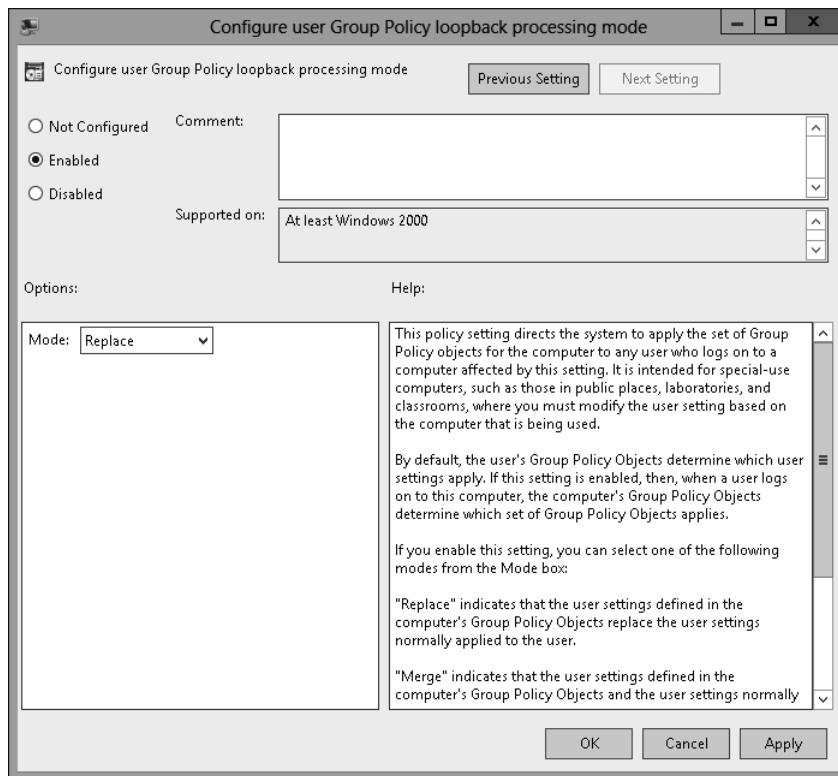 Configure user Group Policy loopback processing mode
Configure user Group Policy loopback processing mode
Previous Setting
Next Setting
Not Configured
Enabled
Disabled
Comment:
Supported on:
At least Windows 2000
Options:
Help:
Mode:
Replace
This policy setting directs the system to apply the set of Group
Policy objects for the computer to any user who logs on to a
computer affected by this setting. It is intended for special-use
computers, such as those in public places, laboratories, and
classrooms, where you must modify the user setting based on
the computer that is being used.
By default, the user's Group Policy Objects determine which user
settings apply. If this setting is enabled, then, when a user logs
on to this computer, the computer's Group Policy Objects
determine which set of Group Policy Objects applies.
If you enable this setting, you can select one of the following
modes from the Mode box:
"Replace" indicates that the user settings defined in the
computer's Group Policy Objects replace the user settings
normally applied to the user.
"Merge" indicates that the user settings defined in the
computer's Group Policy Objects and the user settings normally
OK
Cancel
Apply